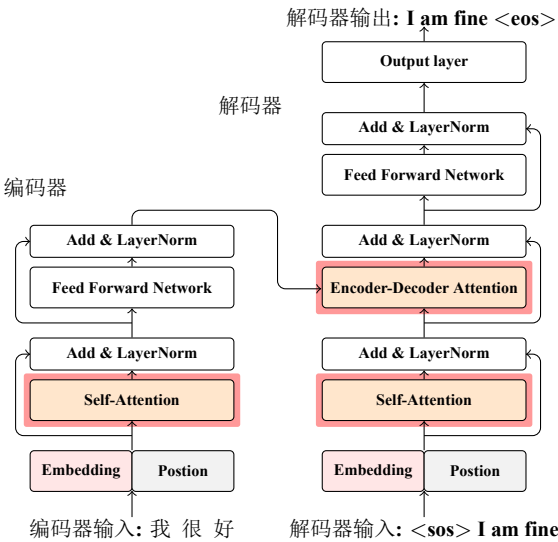 解码器输出: I am fine <eos>
Output layer
解码器
Add & LayerNorm
Feed Forward Network
编码器
Add & LayerNorm
Add & LayerNorm
Feed Forward Network
Encoder-Decoder Attention
Add & LayerNorm
Add & LayerNorm
Self-Attention
Self-Attention
Embedding Postion
Embedding Postion
编码器输入: 我 很 好
解码器输入: <sos> I am fine